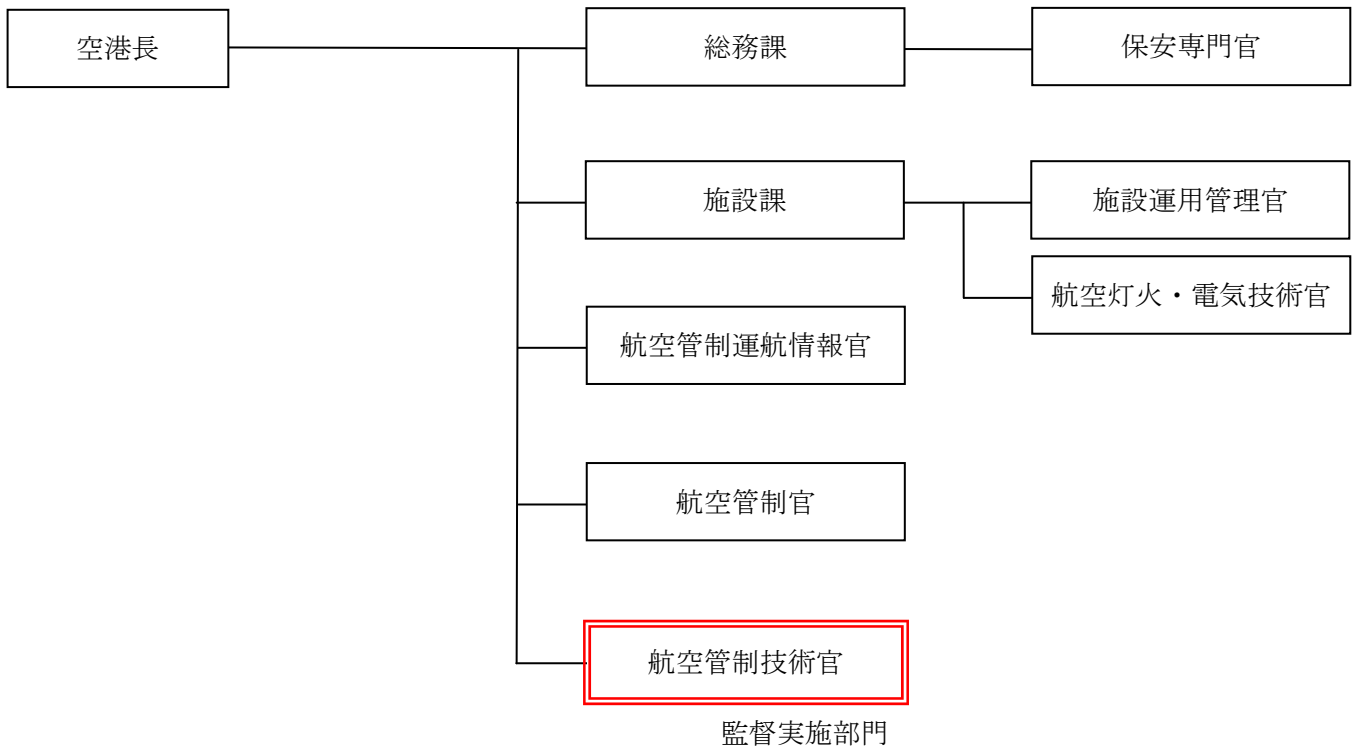 空港長
総務課
保安専門官
施設課
施設運用管理官
航空灯火・電気技術官
航空管制運航情報官
航空管制官
航空管制技術官
監督実施部門